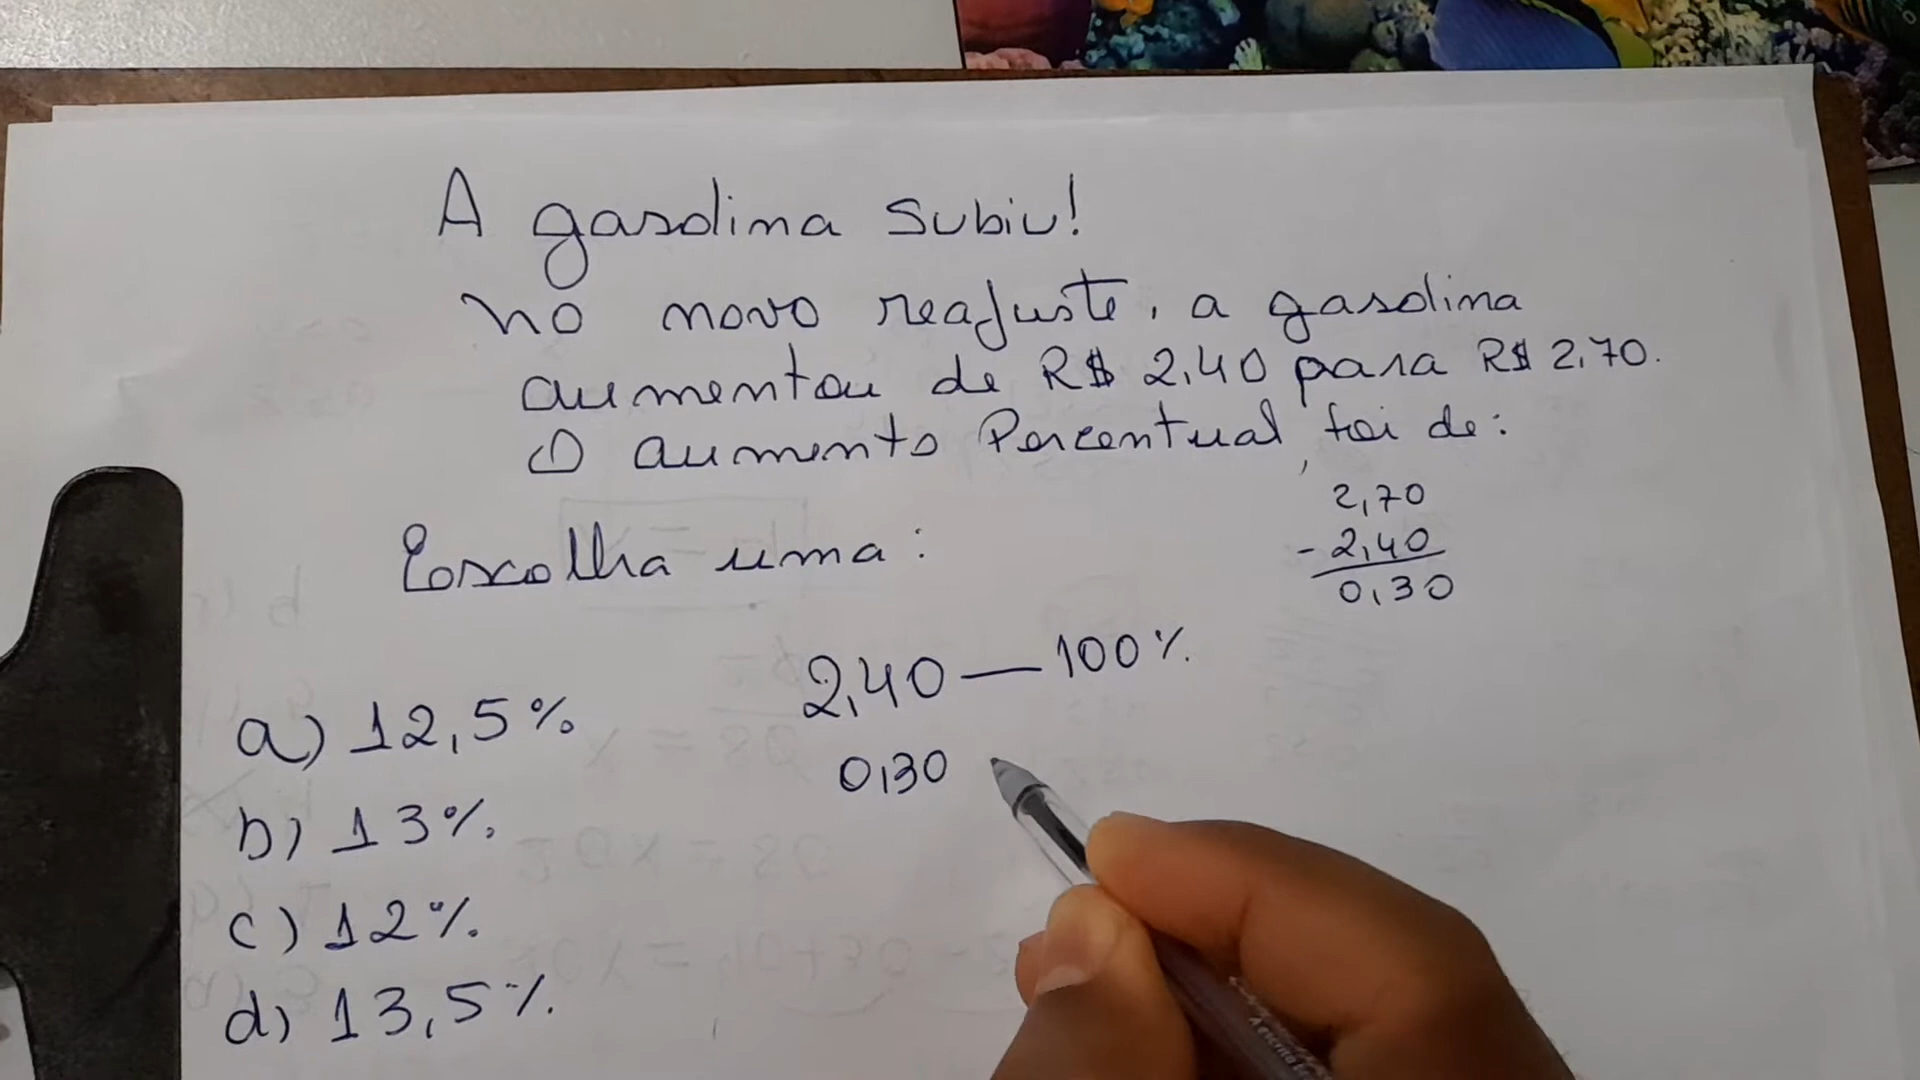 A gasolina subiu!
no novo reajuste, a gasolina
aumentou de R$ 2,40 para R$ 2,70.
O aumento Percentual, foi de:
2,70
- 2,40
0,30
Escolha uma:
2,40 — 100%
0,30
a) 12,5%
b) 13%
c) 12%
d) 13,5%